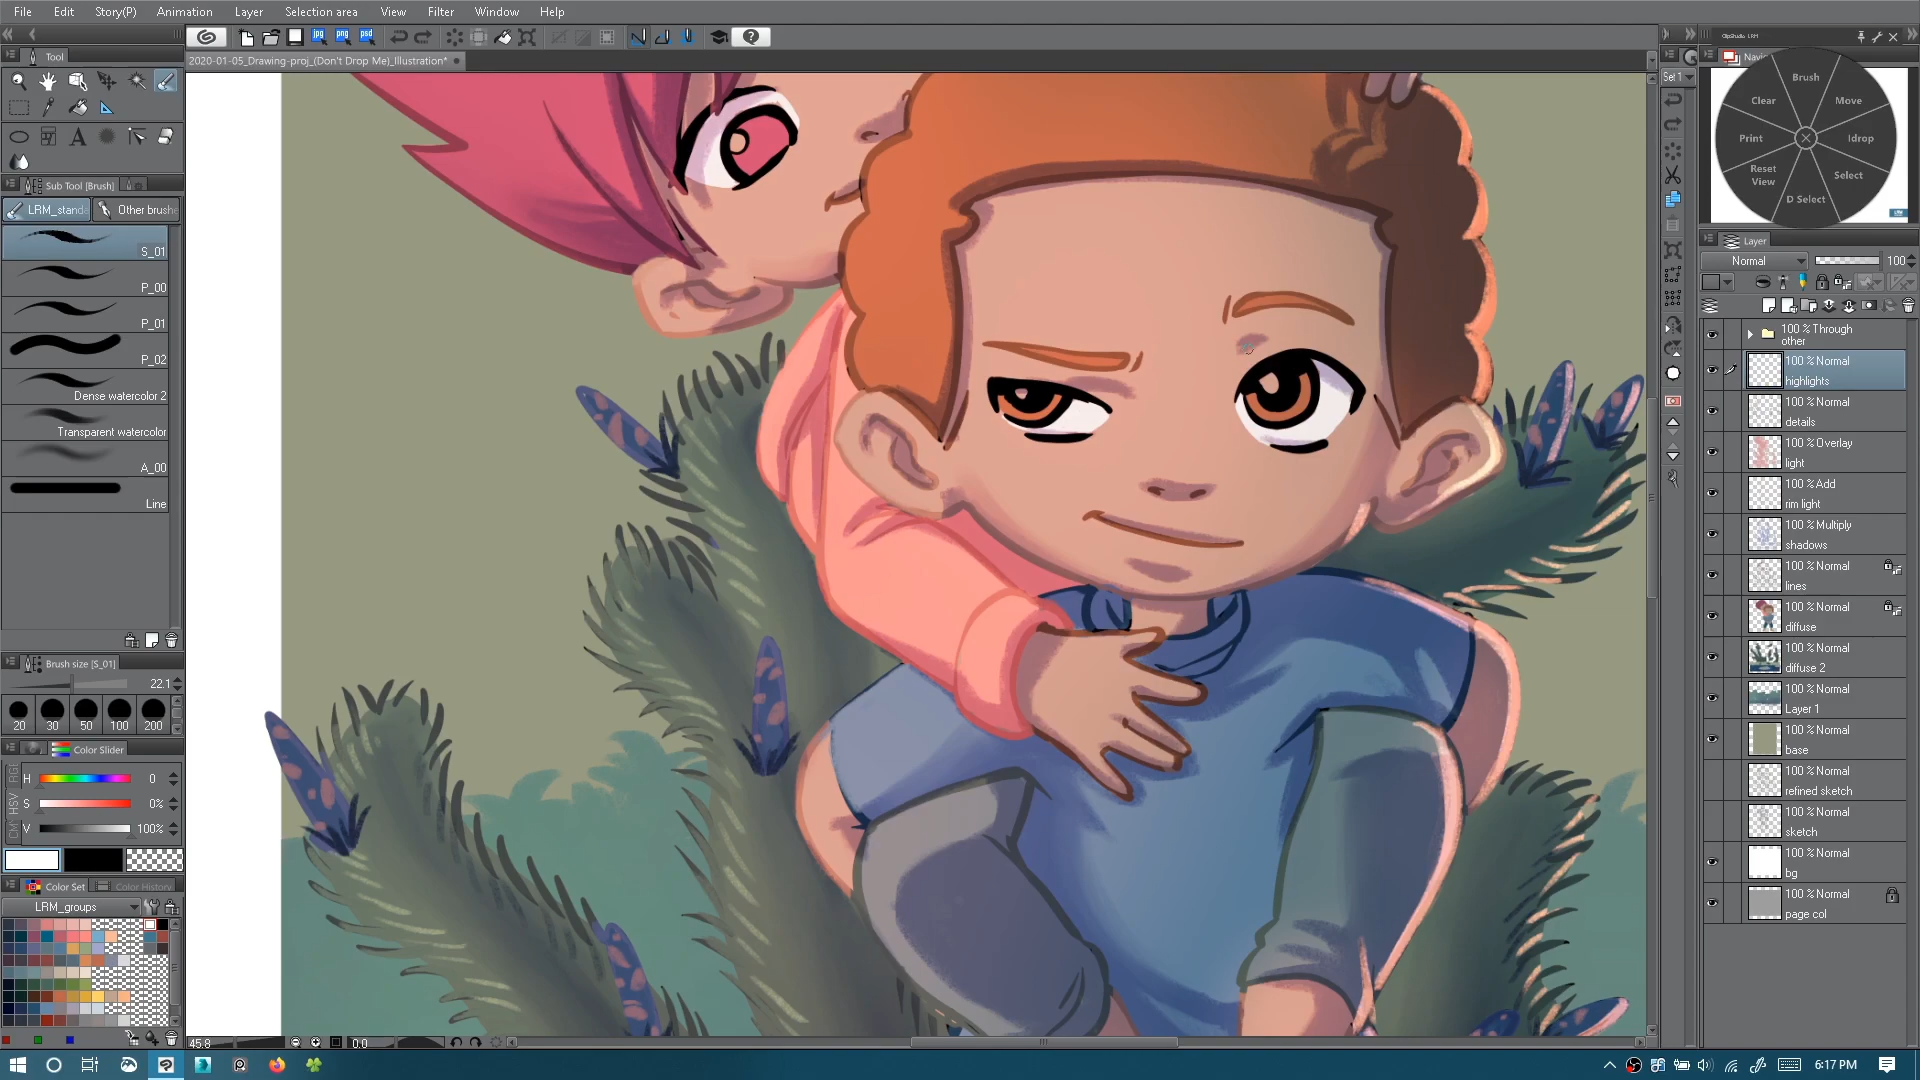 File Edit Story(P) Animation Layer Selection area View Filter Window Help
jpg png psd
2020-01-05_Drawing-proj_(Don't Drop Me)_Illustration*
Tool
Sub Tool [Brush]
LRM_stand Other brushe
S_01
P_00
P_01
P_02
Dense watercolor 2
Transparent watercolor
A_00
Line
Brush size [S_01]
22.1
20 30 50 100 200
Color Slider
H 0
S 0%
V 100%
Color Set Color History
LRM_groups
45.8 0.0
Set 1
Navi
Brush
Clear
Move
Print
Idrop
Reset View
Select
D Select
Layer
Normal 100
100 % Through
other
100 % Normal
highlights
100 % Normal
details
100 % Overlay
light
100 % Add
rim light
100 % Multiply
shadows
100 % Normal
lines
100 % Normal
diffuse
100 % Normal
diffuse 2
100 % Normal
Layer 1
100 % Normal
base
100 % Normal
refined sketch
100 % Normal
sketch
100 % Normal
bg
100 % Normal
page col
6:17 PM